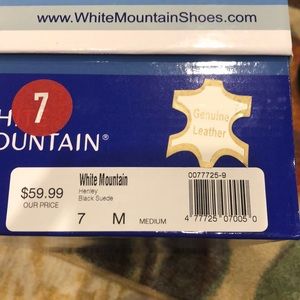 www.WhiteMountainShoes.com
7
OUNTAIN®
Genuine
Leather
White Mountain
Henley
Black Suede
$59.99
OUR PRICE
7 M MEDIUM
0077725-9
4 77725 07005 0